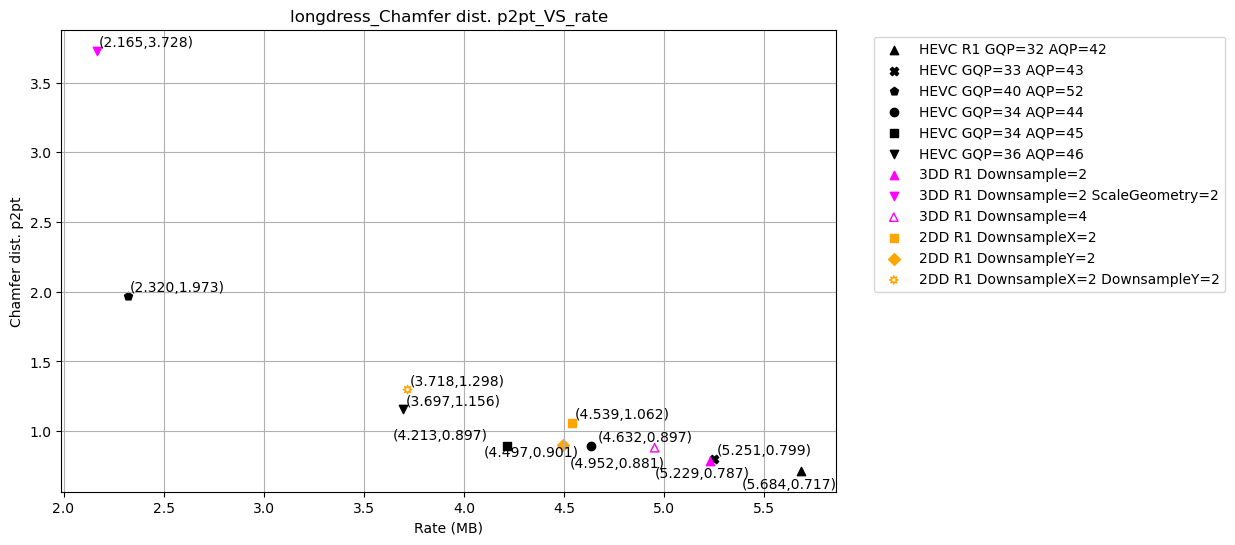 longdress_Chamfer dist. p2pt_VS_rate
(2.165,3.728)
(2.320,1.973)
(3.718,1.298)
(3.697,1.156)
(4.539,1.062)
(4.213,0.897)
(4.632,0.897)
(4.497,0.901)
(5.251,0.799)
(4.952,0.881)
(5.229,0.787)
(5.684,0.717)
3.5
3.0
2.5
2.0
1.5
1.0
Chamfer dist. p2pt
2.0 2.5 3.0 3.5 4.0 4.5 5.0 5.5
Rate (MB)
HEVC R1 GQP=32 AQP=42
HEVC GQP=33 AQP=43
HEVC GQP=40 AQP=52
HEVC GQP=34 AQP=44
HEVC GQP=34 AQP=45
HEVC GQP=36 AQP=46
3DD R1 Downsample=2
3DD R1 Downsample=2 ScaleGeometry=2
3DD R1 Downsample=4
2DD R1 DownsampleX=2
2DD R1 DownsampleY=2
2DD R1 DownsampleX=2 DownsampleY=2